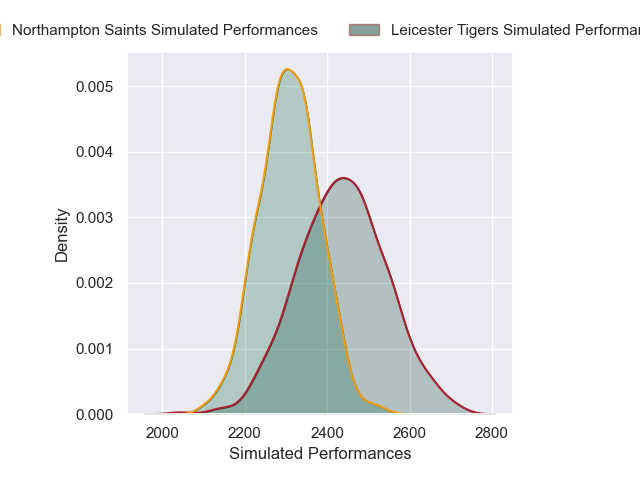 Northampton Saints Simulated Performances
Leicester Tigers Simulated
0.005
0.004
0.003
0.002
0.001
0.000
Density
2000 2200 2400 2600 2800
Simulated Performances